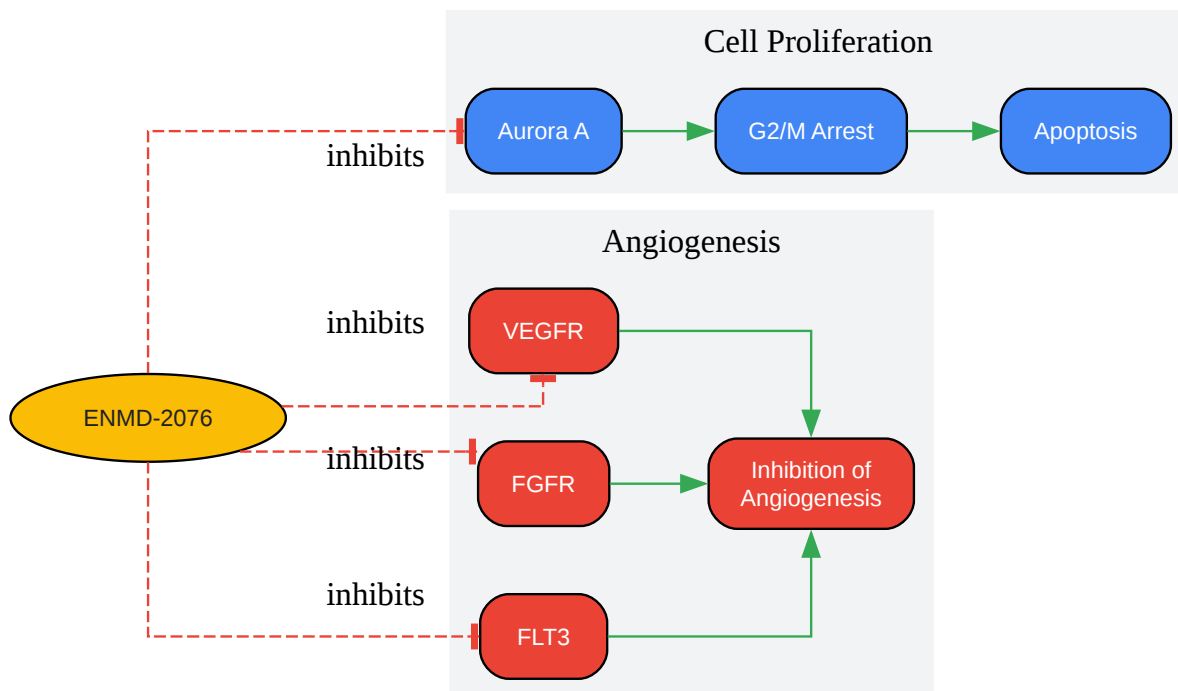 Cell Proliferation
Aurora A
G2/M Arrest
Apoptosis
inhibits
Angiogenesis
inhibits
VEGFR
ENMD-2076
inhibits
FGFR
Inhibition of
Angiogenesis
inhibits
FLT3